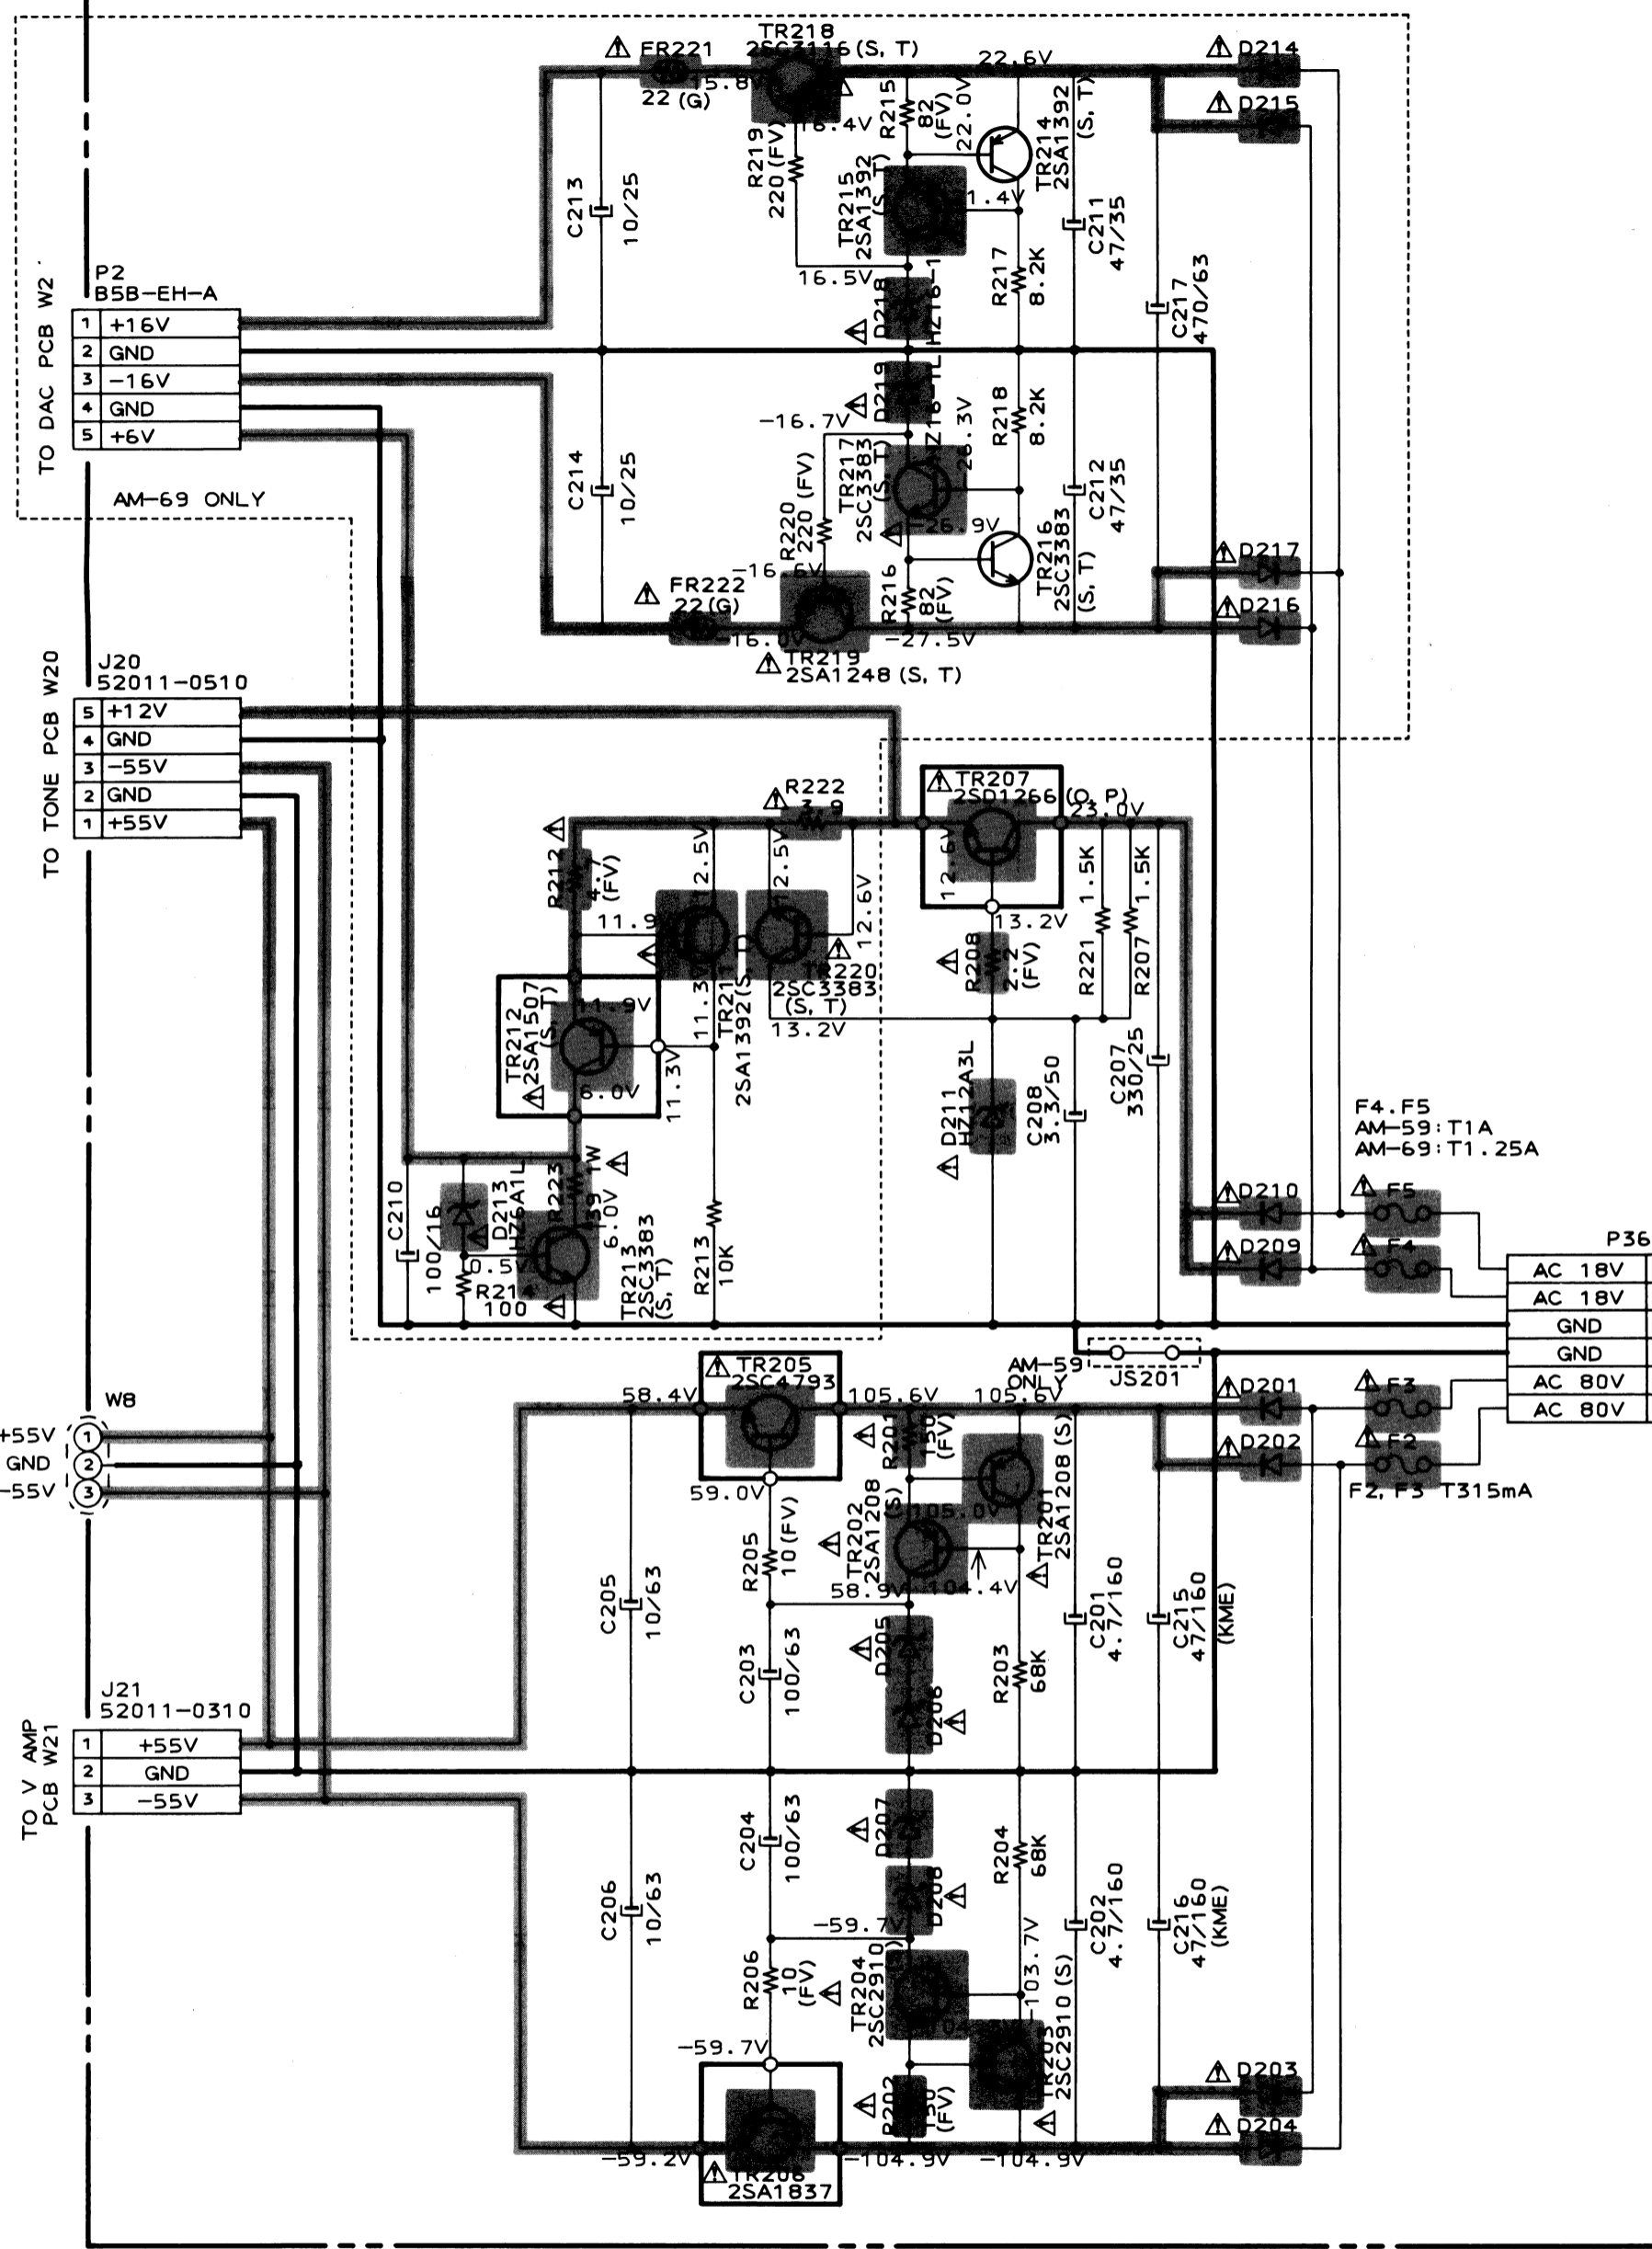 TR218
2SC3116 (S, T)
FR221
22 (G)
15.8V
16.4V
R219
220 (FV)
R215
82
(FV)
22.0V
22.6V
TR214
2SA1392
(S, T)
D214
D215
C213
10/25
TR215
2SA1392
(S, T)
1.4V
C211
47/35
R217
8.2K
C217
470/63
16.5V
D218
HZ16-1L
P2
B5B-EH-A
TO DAC PCB W2
1 +16V
2 GND
3 -16V
4 GND
5 +6V
AM-69 ONLY
D219
HZ16-1L
-16.7V
R218
8.2K
26.3V
C214
10/25
R220
220 (FV)
TR217
2SC3383
(S, T)
-26.9V
C212
47/35
TR216
2SC3383
(S, T)
D217
D216
FR222
22 (G)
-16.6V
-16.0V
R216
82
(FV)
-27.5V
TR219
2SA1248 (S, T)
J20
52011-0510
TO TONE PCB W20
5 +12V
4 GND
3 -55V
2 GND
1 +55V
R222
3.9
TR207
2SD1266 (O, P)
23.0V
12.6V
R212
4.7
(FV)
12.5V
12.5V
12.6V
11.9
13.2V
R208
2.2
(FV)
R221
1.5K
R207
1.5K
TR220
2SC3383
(S, T)
13.2V
TR211
2SA1392 (S, T)
11.3V
TR212
2SA1507
(S, T)
11.9V
6.0V
11.3V
D211
HZ12A3L
C208
3.3/50
C207
330/25
F4.F5
AM-59:T1A
AM-69:T1.25A
C210
100/16
D213
HZ6A1L
R223
39 1W
6.0V
0.5V
R214
100
TR213
2SC3383
(S, T)
R213
10K
D210
D209
F5
F4
P36
AC 18V
AC 18V
GND
GND
AC 80V
AC 80V
AM-59
ONLY
JS201
W8
+55V 1
GND 2
-55V 3
TR205
2SC4793
58.4V
105.6V
105.6V
D201
D202
F3
F2
F2, F3 T315mA
59.0V
R201
150
(FV)
105.0V
TR201
2SA1208 (S)
TR202
2SA1208
(S)
104.4V
58.9V
R205
10 (FV)
C205
10/63
C203
100/63
D205
D206
R203
68K
C201
4.7/160
C215
47/160
(KME)
J21
52011-0310
TO V AMP
PCB W21
1 +55V
2 GND
3 -55V
D207
D208
C204
100/63
R204
68K
C206
10/63
C202
4.7/160
C216
47/160
(KME)
-59.7V
R206
10
(FV)
TR204
2SC2910
-103.7V
TR203
2SC2910 (S)
-59.7V
R202
150
(FV)
D203
D204
-59.2V
-104.9V
-104.9V
TR206
2SA1837